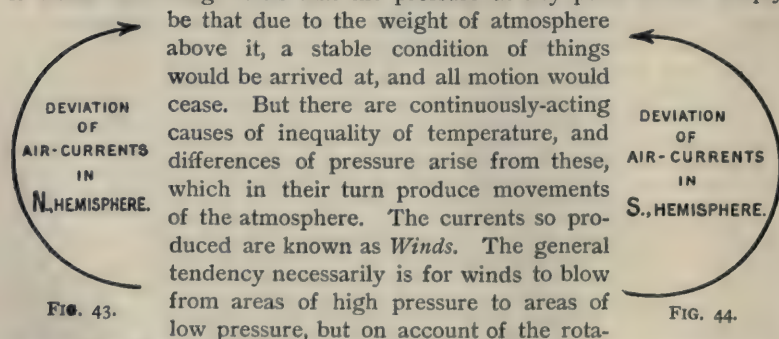 be that due to the weight of atmosphere
above it, a stable condition of things
would be arrived at, and all motion would
cease. But there are continuously-acting
causes of inequality of temperature, and
differences of pressure arise from these,
which in their turn produce movements
of the atmosphere. The currents so pro-
duced are known as Winds. The general
tendency necessarily is for winds to blow
from areas of high pressure to areas of
low pressure, but on account of the rota-
DEVIATION
OF
AIR-CURRENTS
IN
N., HEMISPHERE.
FIG. 43.
DEVIATION
OF
AIR-CURRENTS
IN
S., HEMISPHERE.
FIG. 44.